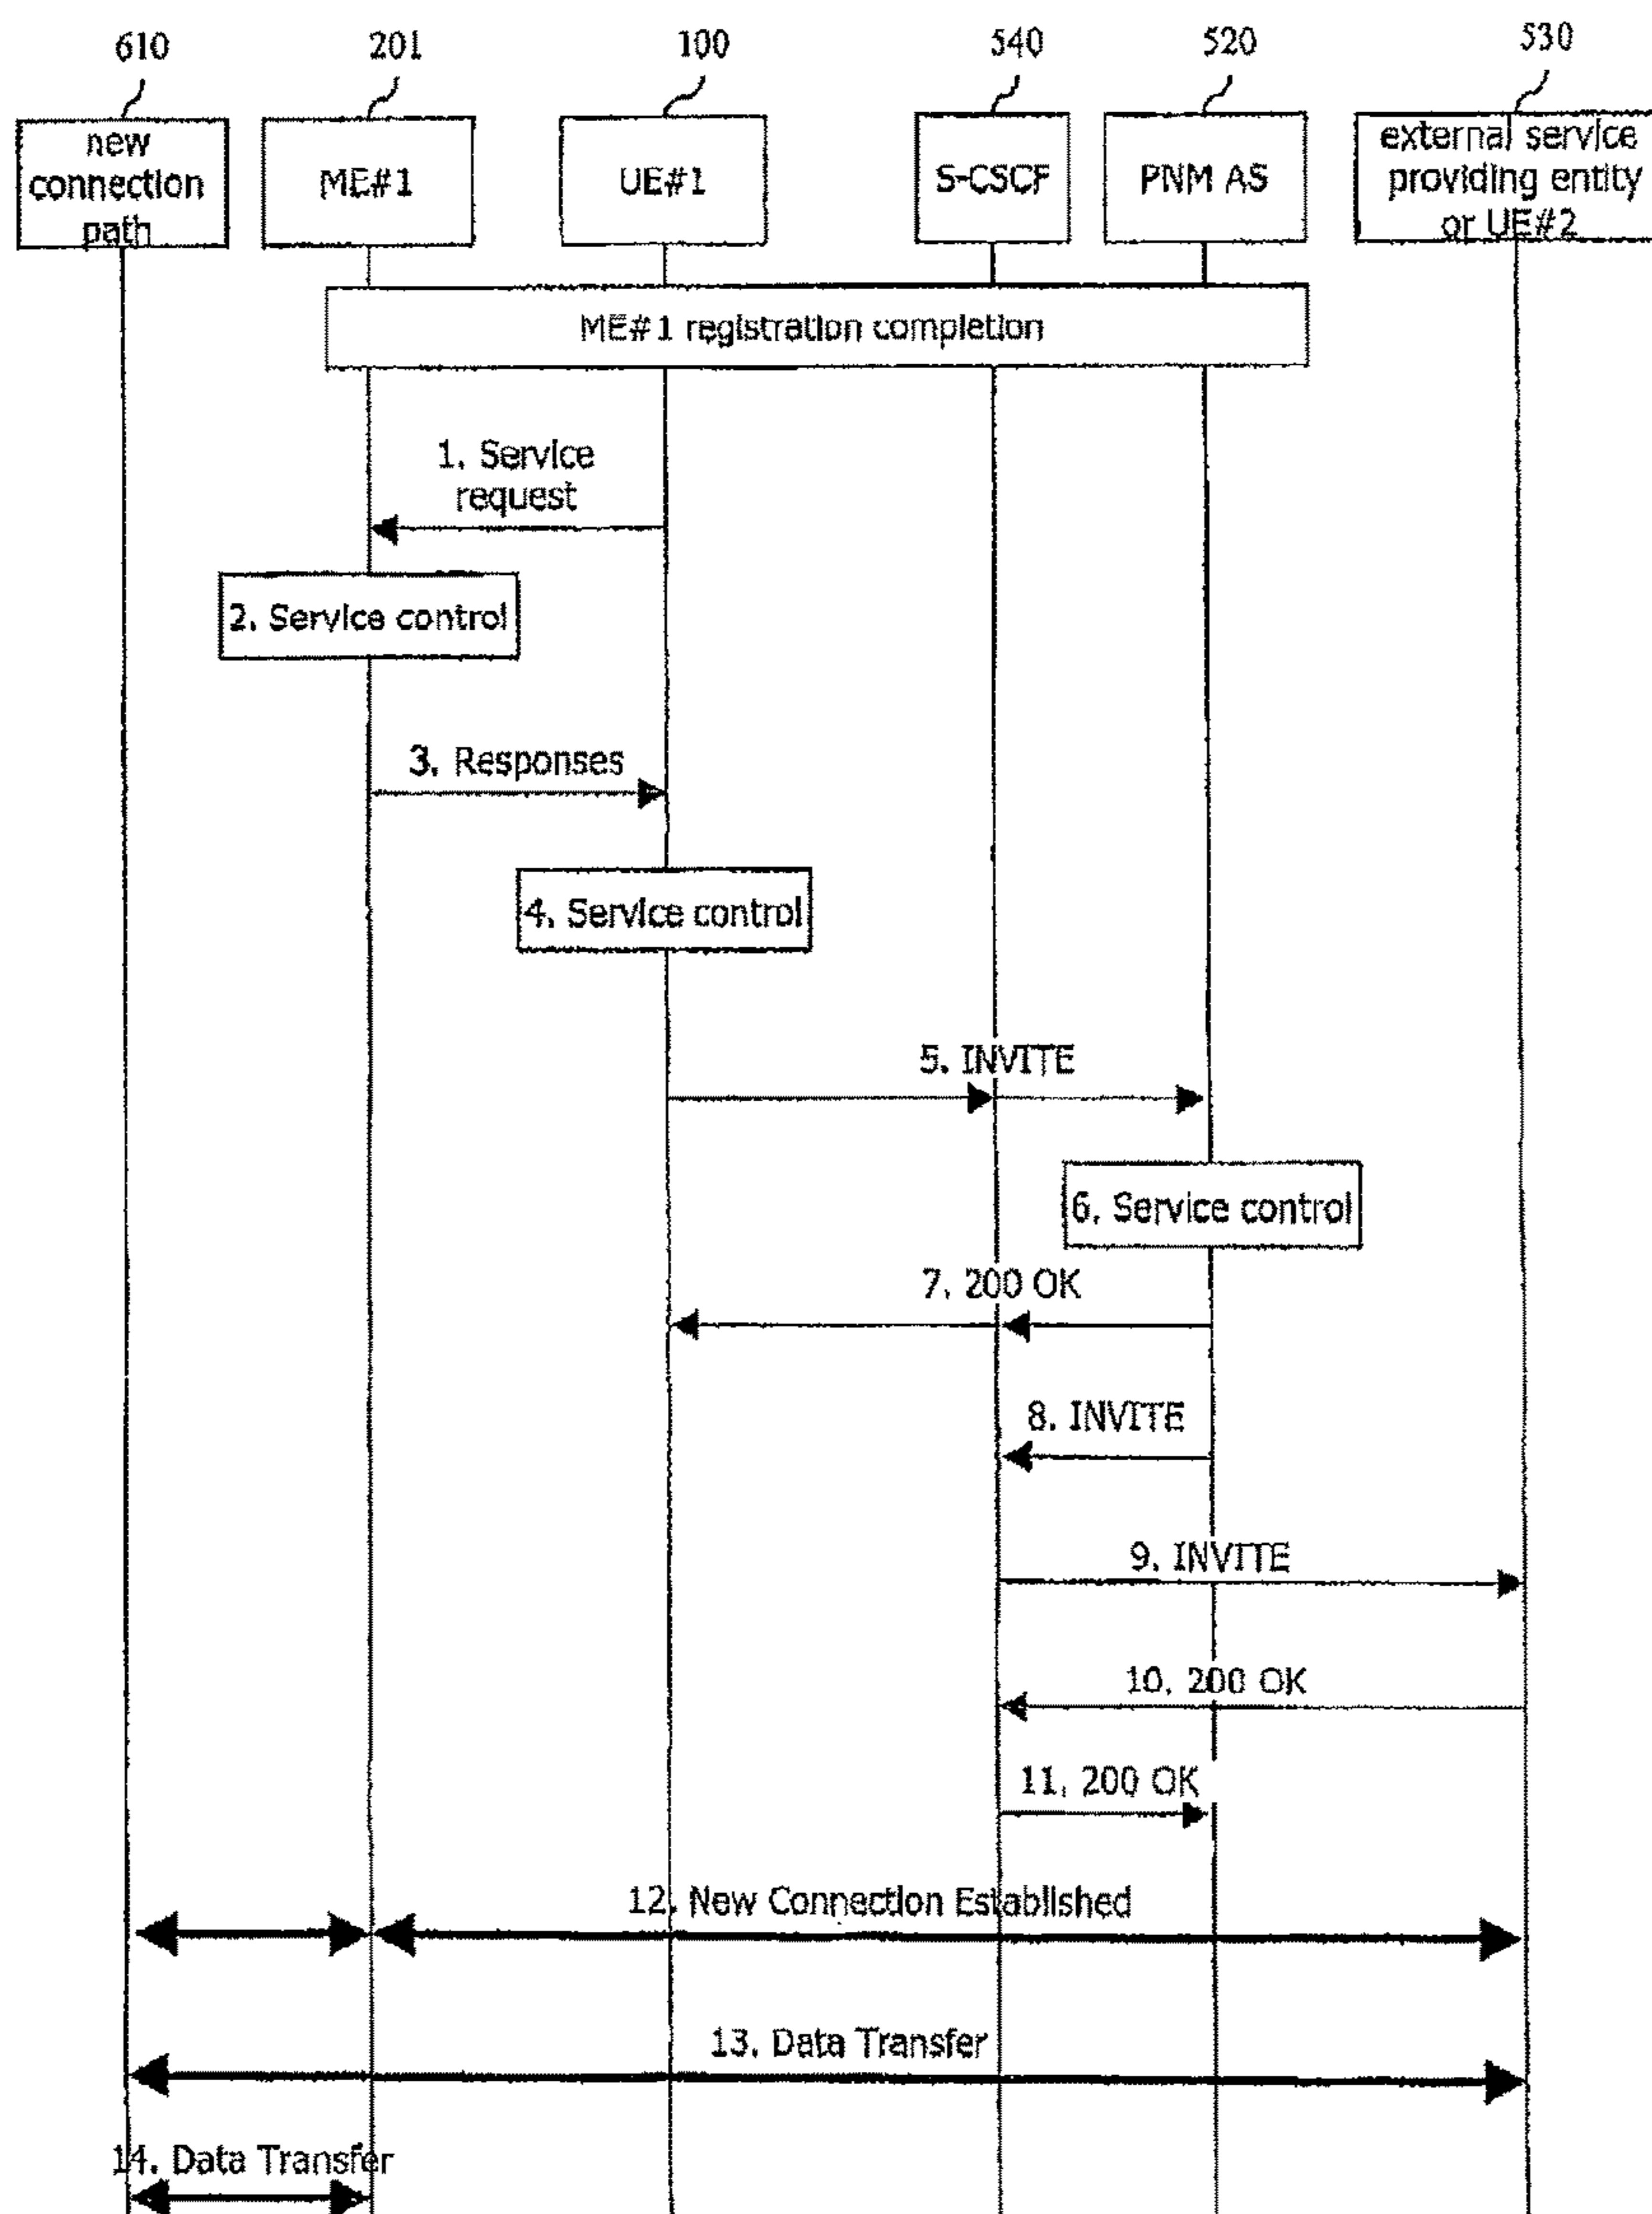 610
201
100
540
520
530
new
connection
path
ME#1
UE#1
S-CSCF
PNM AS
external service
providing entity
or UE#2
ME#1 registration completion
1. Service
request
2. Service control
3. Responses
4. Service control
5. INVITE
6. Service control
7. 200 OK
8. INVITE
9. INVITE
10. 200 OK
11. 200 OK
12. New Connection Established
13. Data Transfer
14. Data Transfer